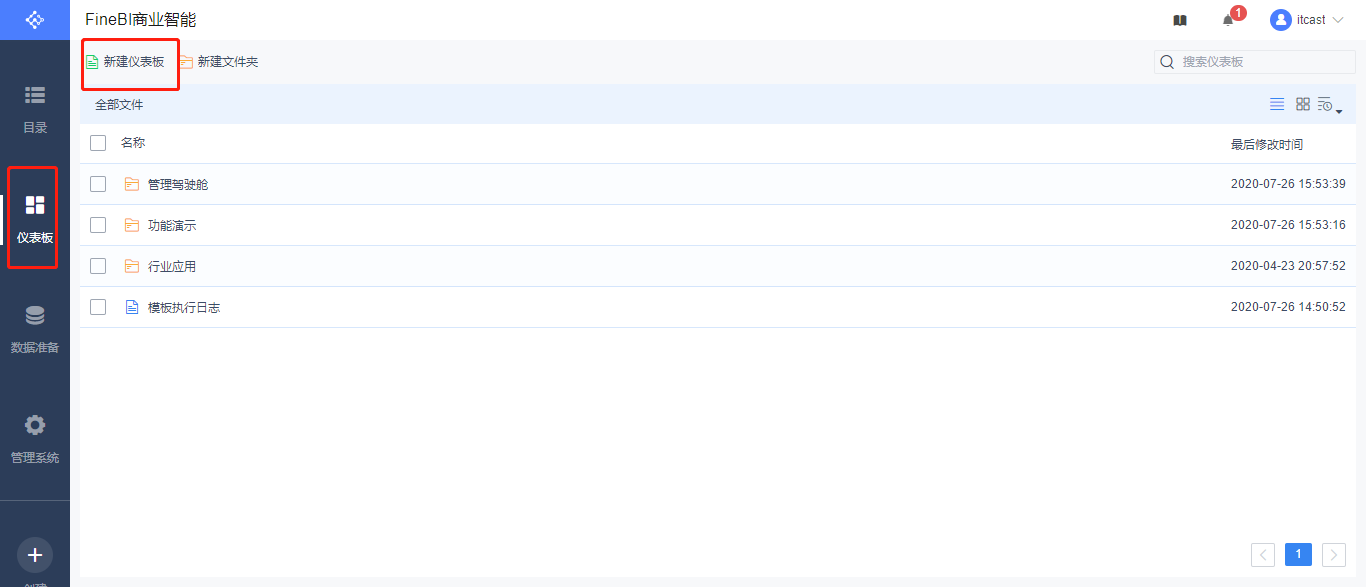 FineBI商业智能
1
itcast
新建仪表板
新建文件夹
搜索仪表板
目录
仪表板
数据准备
管理系统
全部文件
名称
最后修改时间
管理驾驶舱
2020-07-26 15:53:39
功能演示
2020-07-26 15:53:16
行业应用
2020-04-23 20:57:52
模板执行日志
2020-07-26 14:50:52
1